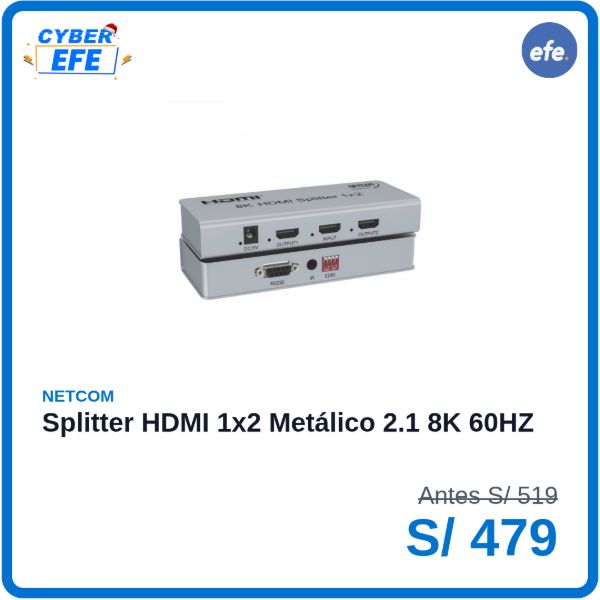 CYBER
EFE
efe.
HDMI
8K HDMI Splitter 1x2
DC/5V
OUTPUT1
INPUT
OUTPUT2
RS232
IR
EDID
NETCOM
Splitter HDMI 1x2 Metálico 2.1 8K 60HZ
Antes S/ 519
S/ 479